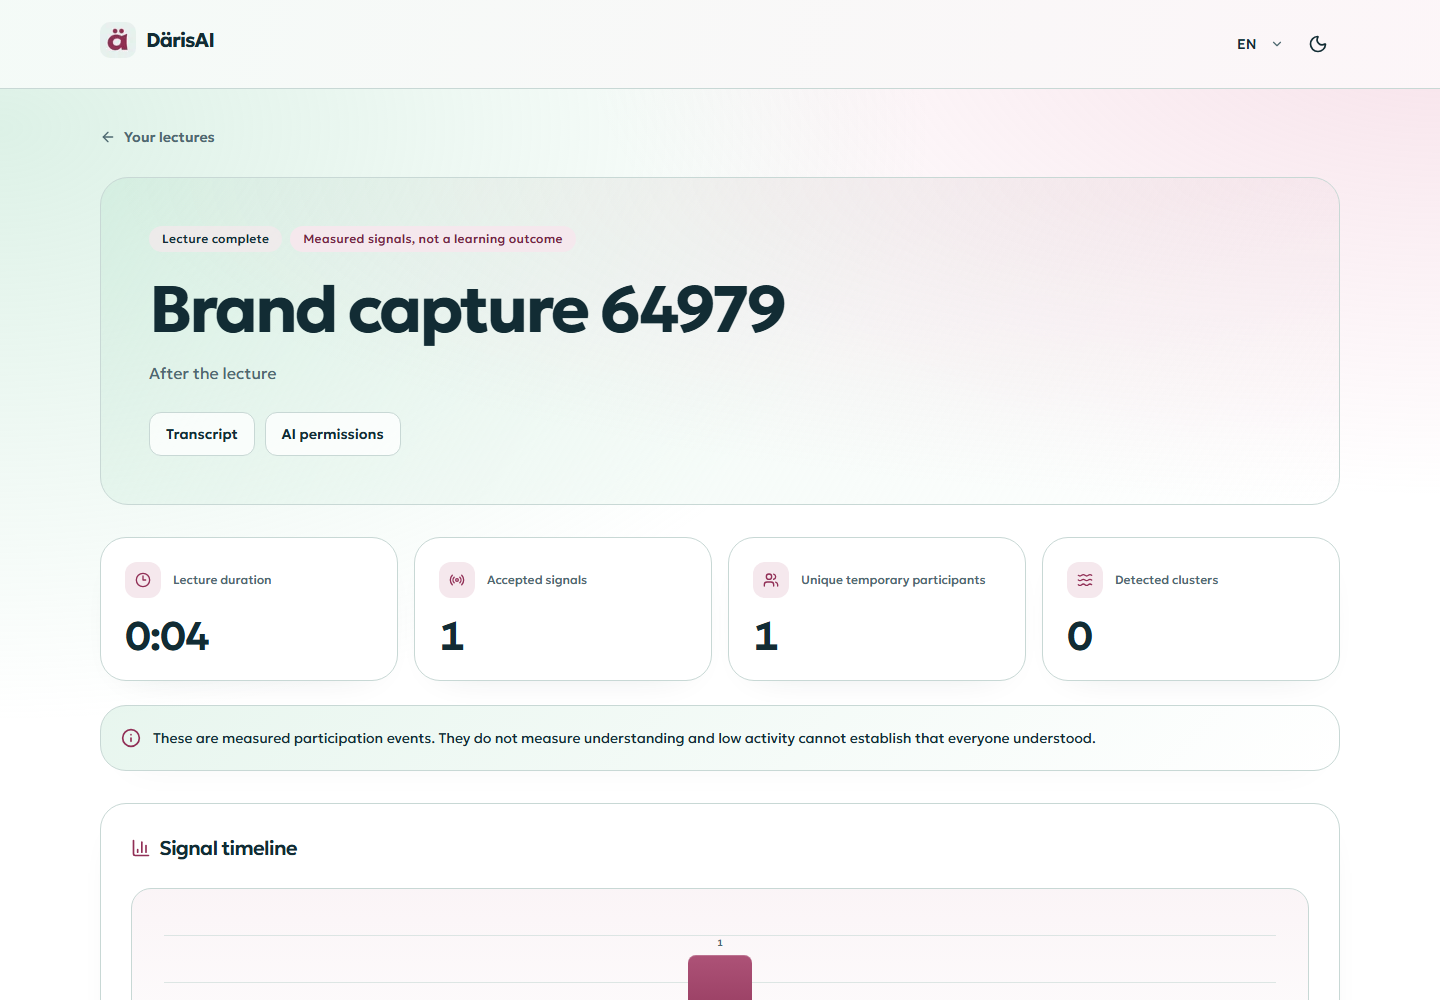 ä DärisAI
EN
Your lectures
Lecture complete
Measured signals, not a learning outcome
Brand capture 64979
After the lecture
Transcript
AI permissions
Lecture duration
0:04
Accepted signals
1
Unique temporary participants
1
Detected clusters
0
These are measured participation events. They do not measure understanding and low activity cannot establish that everyone understood.
Signal timeline
1